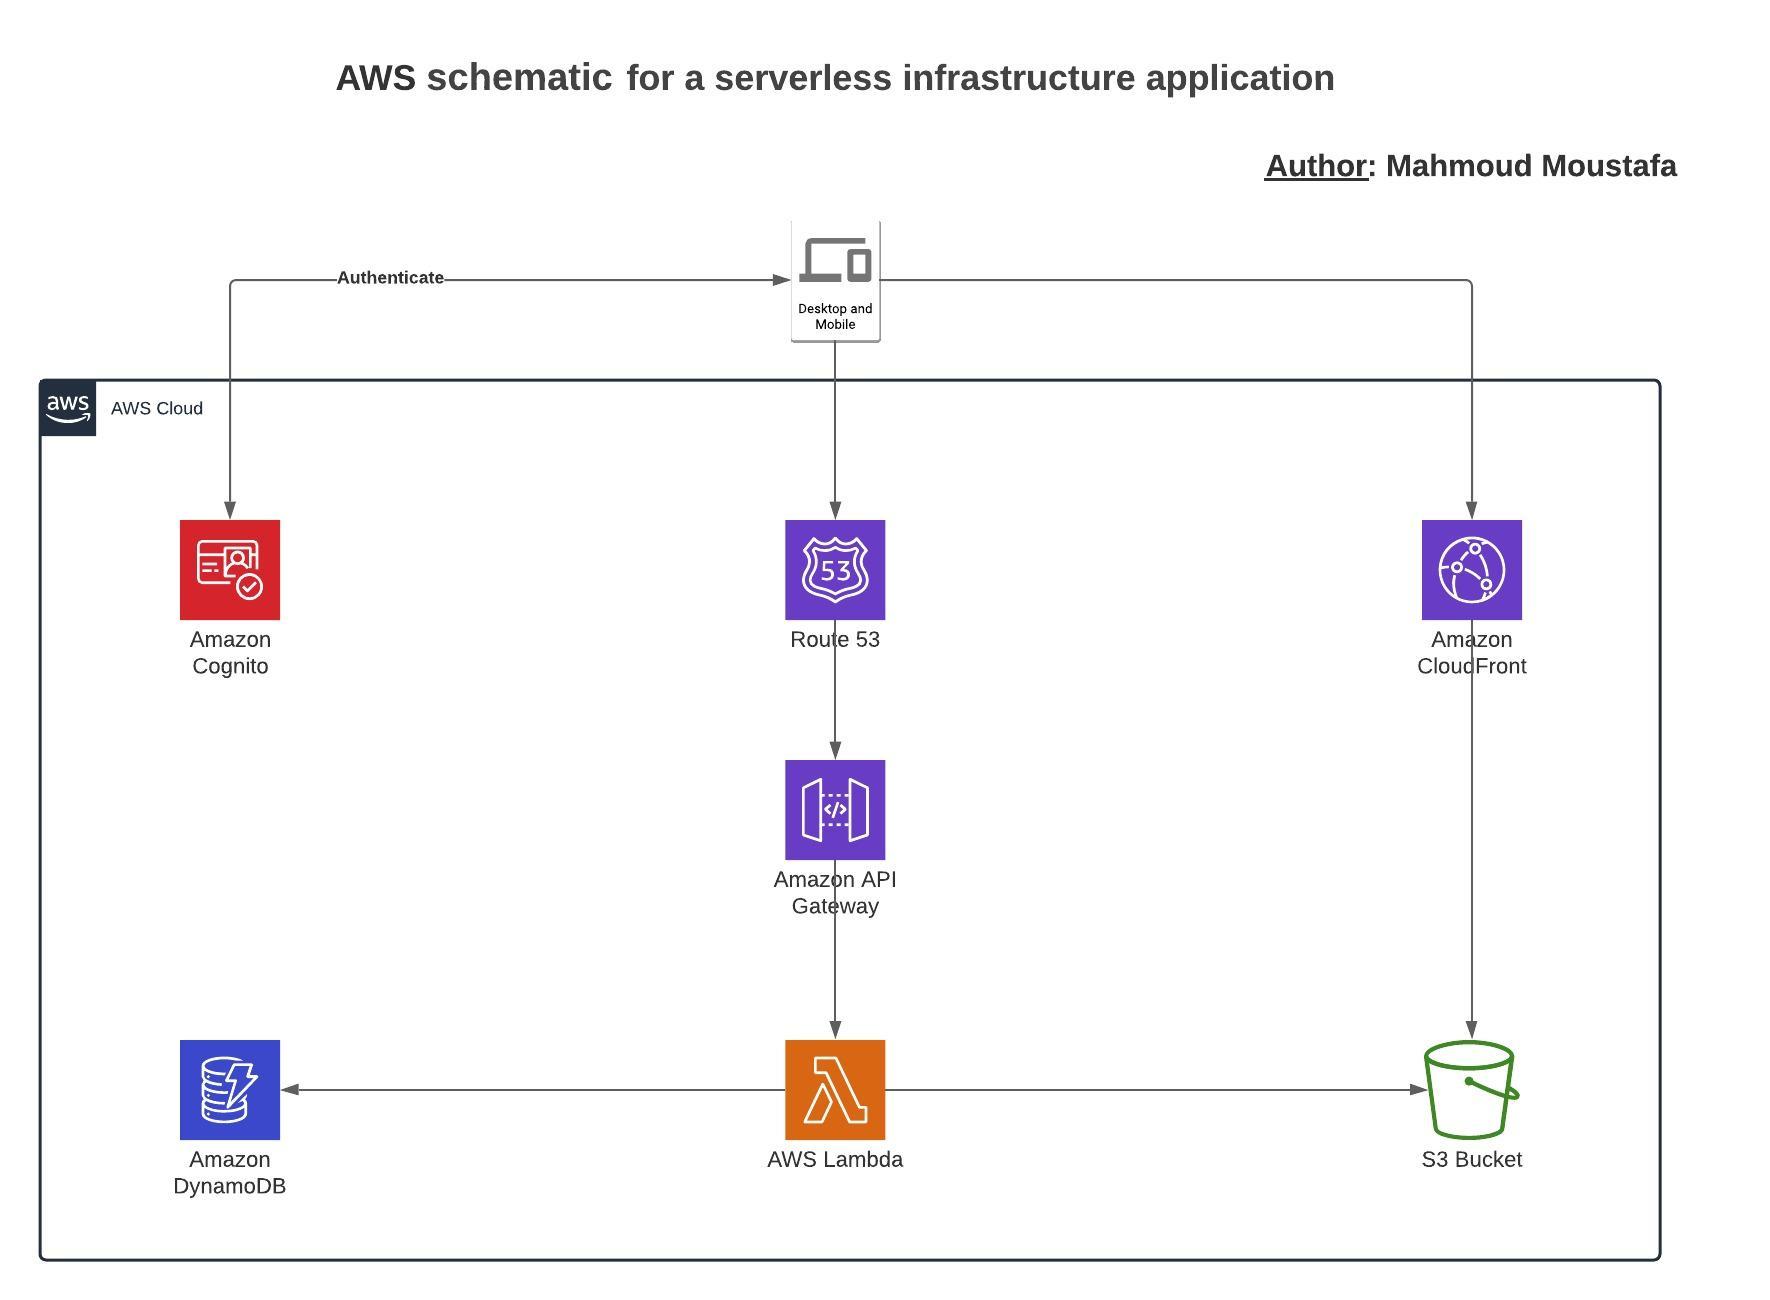 AWS schematic for a serverless infrastructure application
Author: Mahmoud Moustafa
Authenticate
Desktop and
Mobile
aws
AWS Cloud
Amazon
Cognito
53
Route 53
Amazon
CloudFront
</>
Amazon API
Gateway
Amazon
DynamoDB
AWS Lambda
S3 Bucket